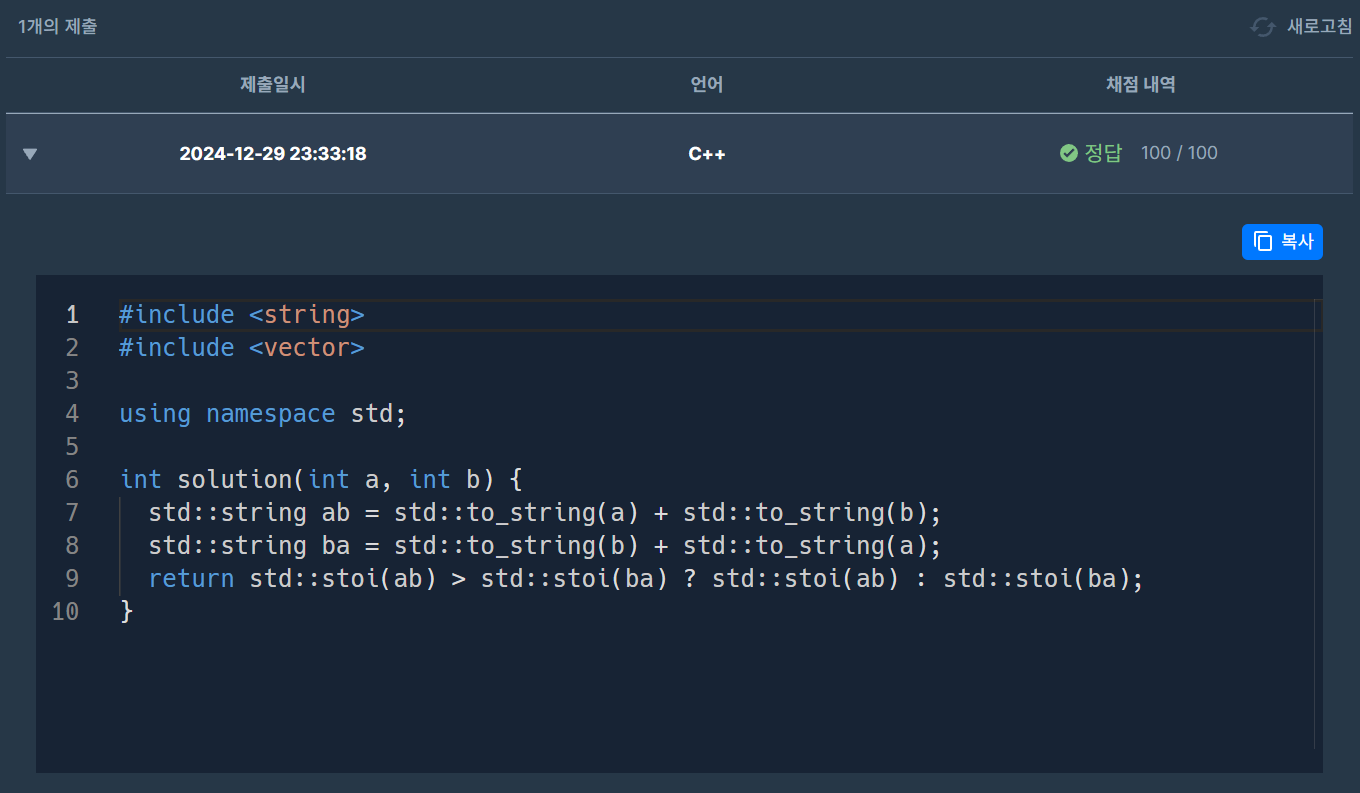 1개의 제출
새로고침
제출일시 언어 채점 내역
2024-12-29 23:33:18 C++ 정답 100 / 100
복사
1 #include <string>
2 #include <vector>
3
4 using namespace std;
5
6 int solution(int a, int b) {
7   std::string ab = std::to_string(a) + std::to_string(b);
8   std::string ba = std::to_string(b) + std::to_string(a);
9   return std::stoi(ab) > std::stoi(ba) ? std::stoi(ab) : std::stoi(ba);
10 }